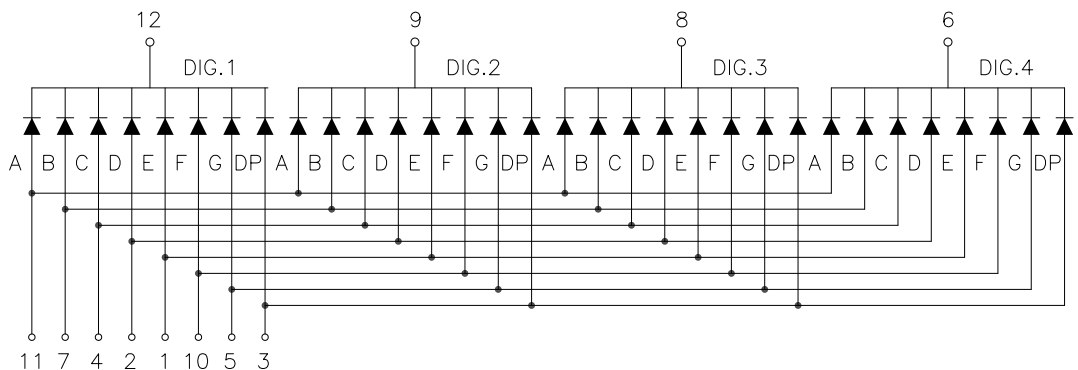 12 9 8 6
DIG.1 DIG.2 DIG.3 DIG.4
A B C D E F G DP A B C D E F G DP A B C D E F G DP A B C D E F G DP
11 7 4 2 1 10 5 3